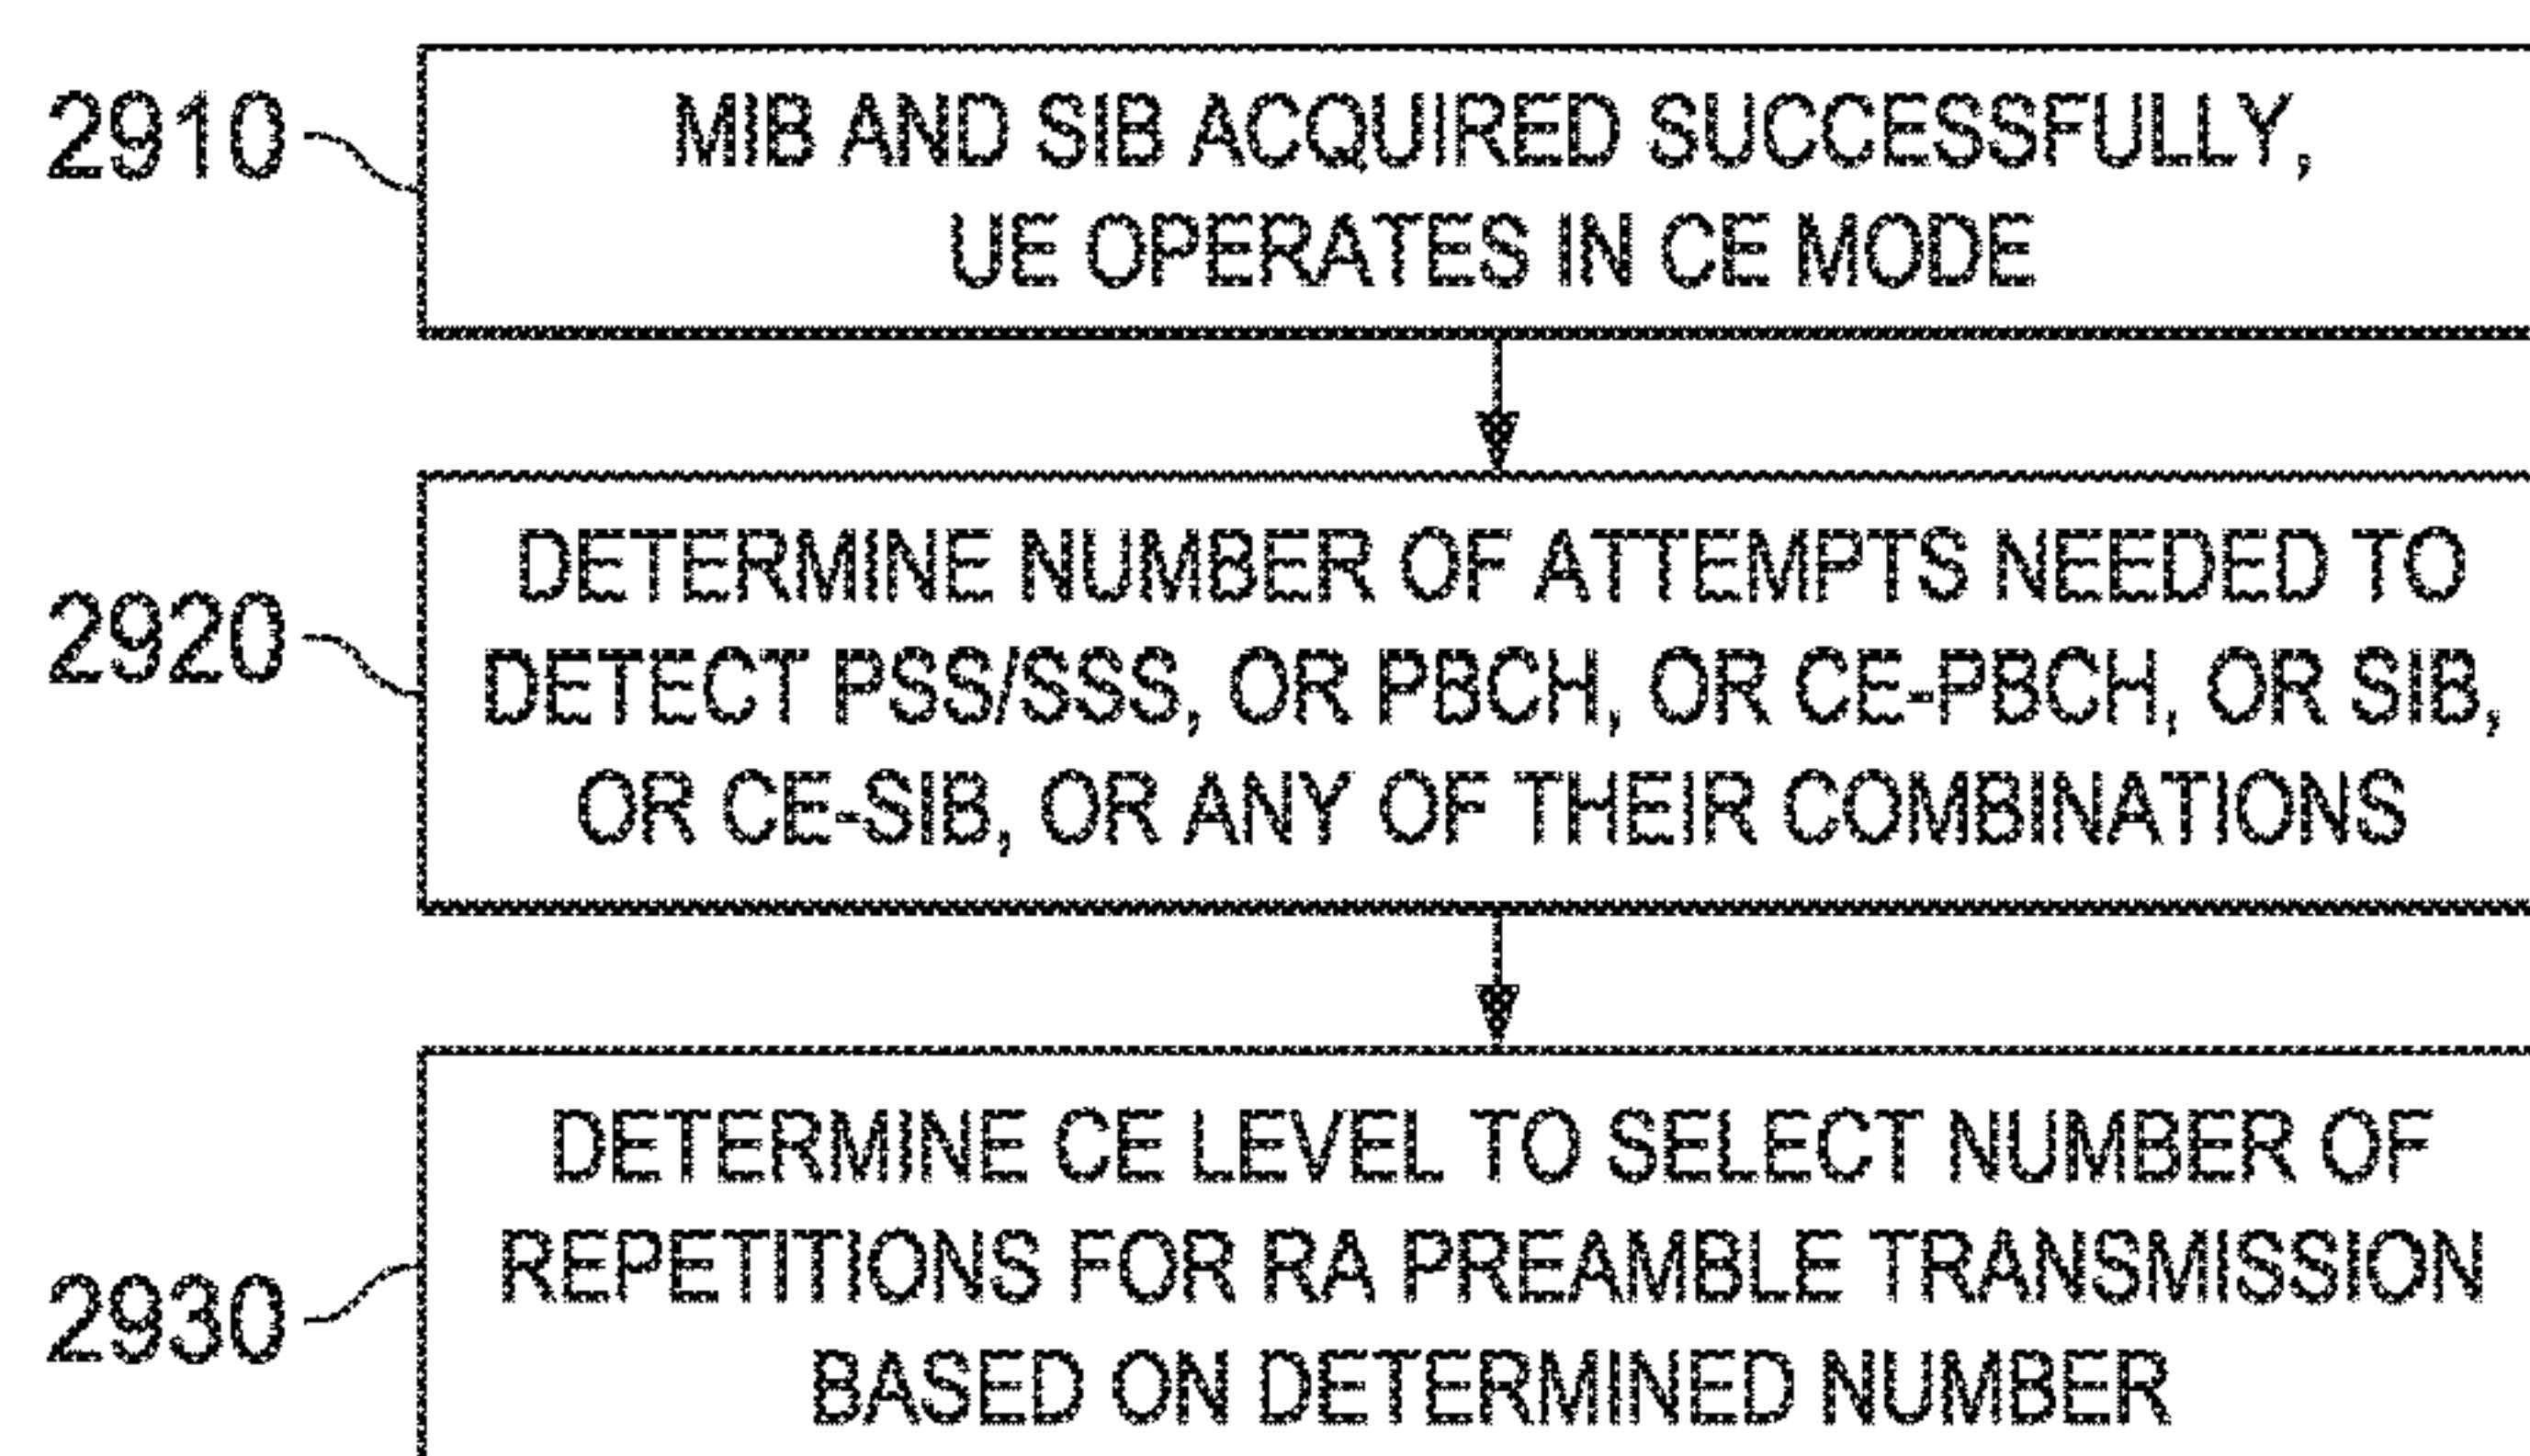 2910
MIB AND SIB ACQUIRED SUCCESSFULLY,
UE OPERATES IN CE MODE
2920
DETERMINE NUMBER OF ATTEMPTS NEEDED TO
DETECT PSS/SSS, OR PBCH, OR CE-PBCH, OR SIB,
OR CE-SIB, OR ANY OF THEIR COMBINATIONS
2930
DETERMINE CE LEVEL TO SELECT NUMBER OF
REPETITIONS FOR RA PREAMBLE TRANSMISSION
BASED ON DETERMINED NUMBER